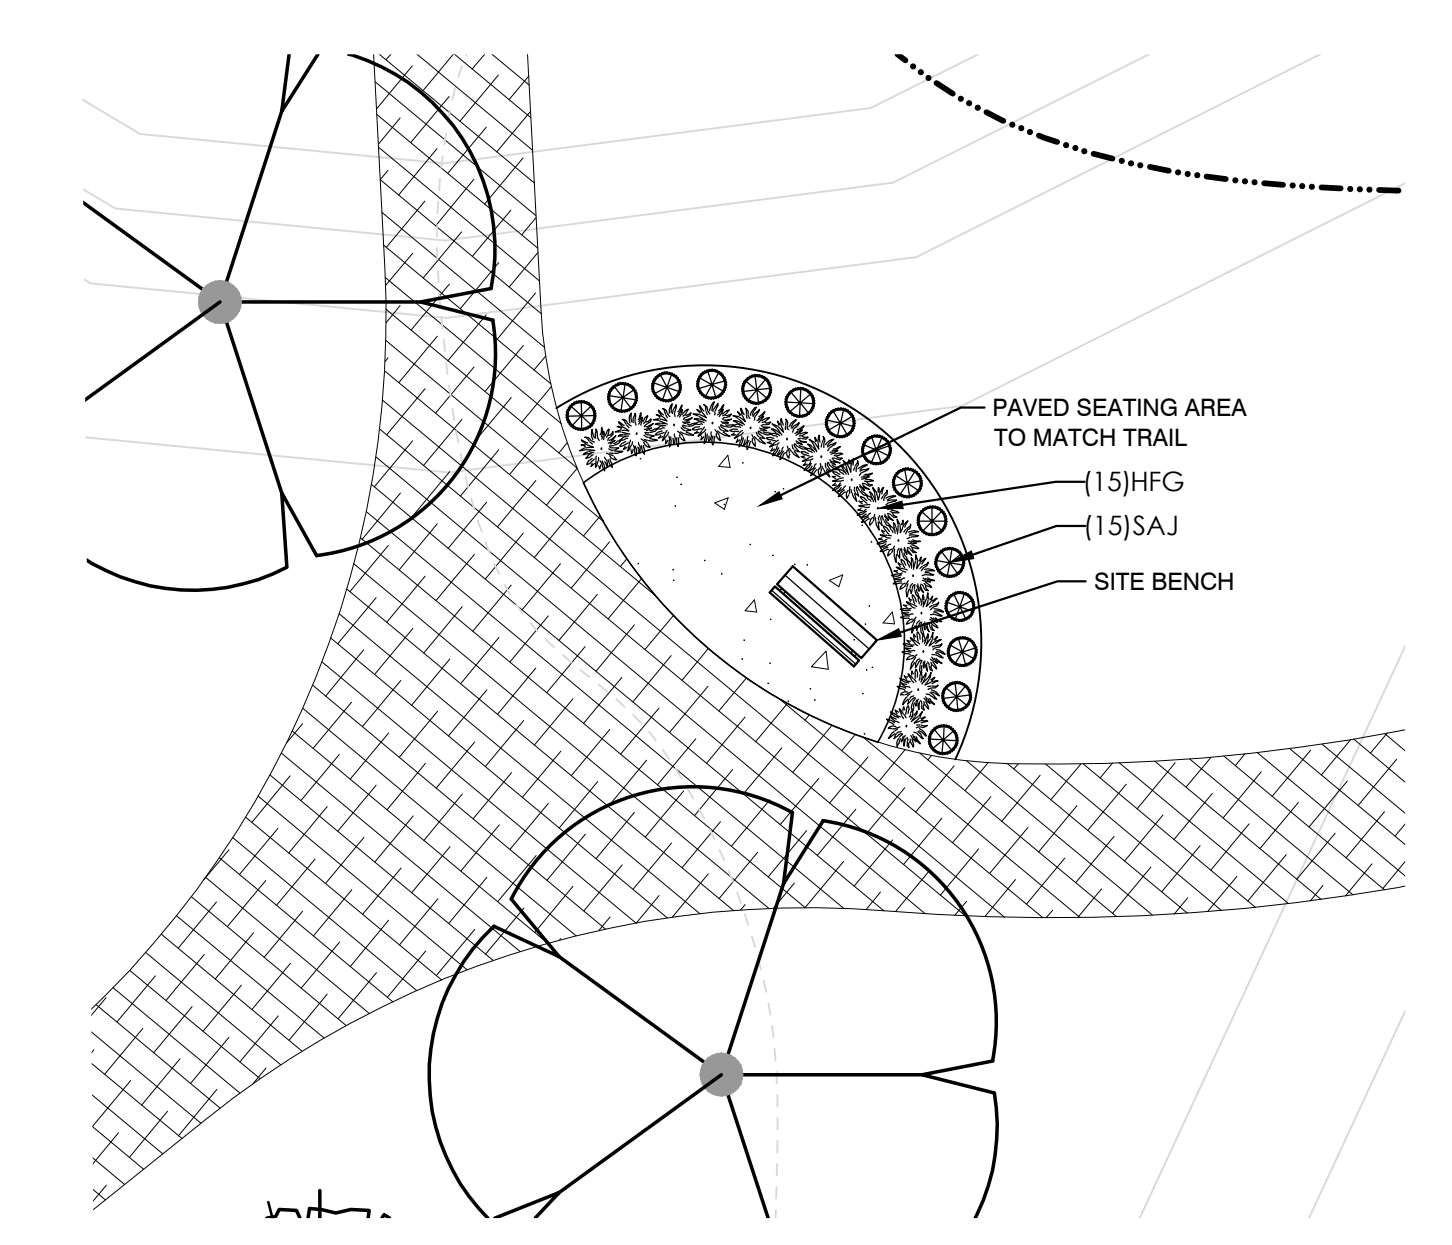 PAVED SEATING AREA
TO MATCH TRAIL
(15)HFG
(15)SAJ
SITE BENCH